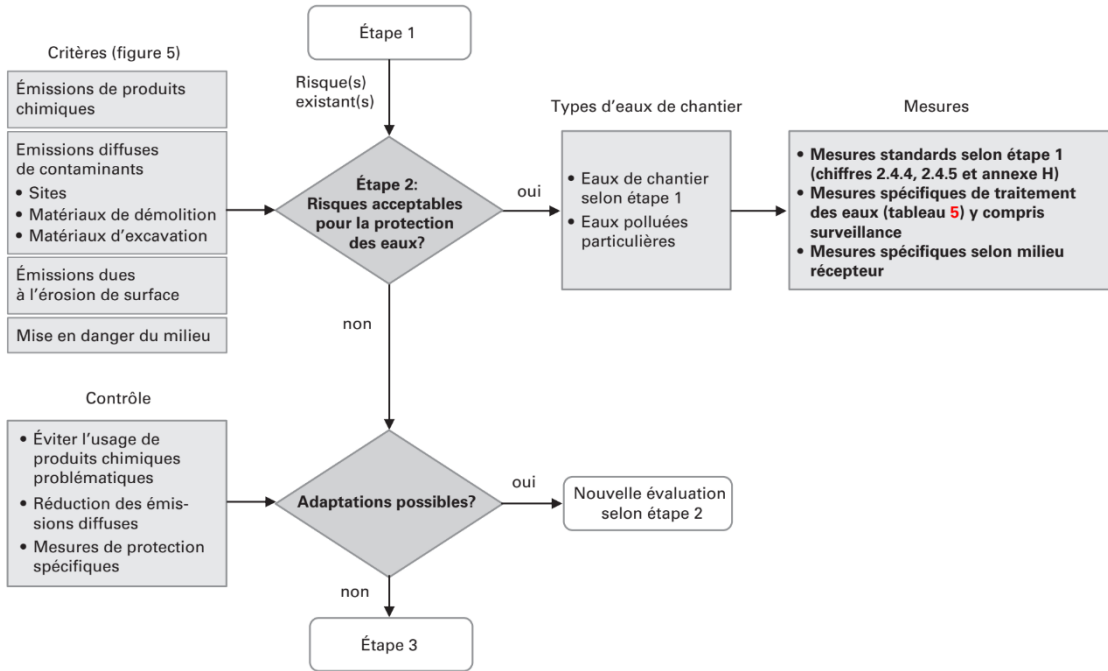 Étape 1
Critères (figure 5)
Émissions de produits
chimiques
Emissions diffuses
de contaminants
• Sites
• Matériaux de démolition
• Matériaux d'excavation
Émissions dues
à l'érosion de surface
Mise en danger du milieu
Risque(s)
existant(s)
Étape 2:
Risques acceptables
pour la protection
des eaux?
oui
Types d'eaux de chantier
• Eaux de chantier
selon étape 1
• Eaux polluées
particulières
Mesures
• Mesures standards selon étape 1
(chiffres 2.4.4, 2.4.5 et annexe H)
• Mesures spécifiques de traitement
des eaux (tableau 5) y compris
surveillance
• Mesures spécifiques selon milieu
récepteur
non
Contrôle
• Éviter l'usage de
produits chimiques
problématiques
• Réduction des émis-
sions diffuses
• Mesures de protection
spécifiques
Adaptations possibles?
oui
Nouvelle évaluation
selon étape 2
non
Étape 3